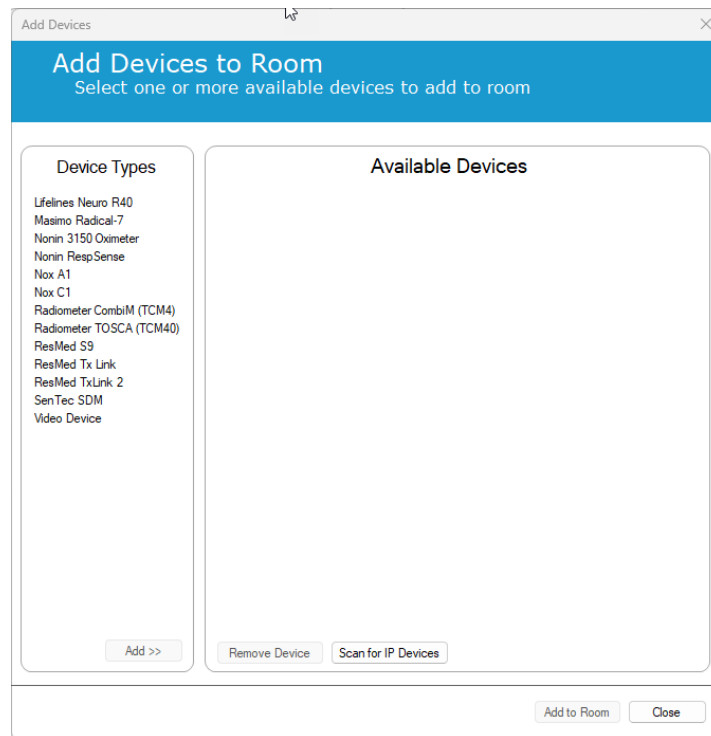 Add Devices
Add Devices to Room
Select one or more available devices to add to room
Device Types
Lifelines Neuro R40
Masimo Radical-7
Nonin 3150 Oximeter
Nonin RespSense
Nox A1
Nox C1
Radiometer CombiM (TCM4)
Radiometer TOSCA (TCM40)
ResMed S9
ResMed Tx Link
ResMed TxLink 2
SenTec SDM
Video Device
Add >>
Available Devices
Remove Device
Scan for IP Devices
Add to Room
Close